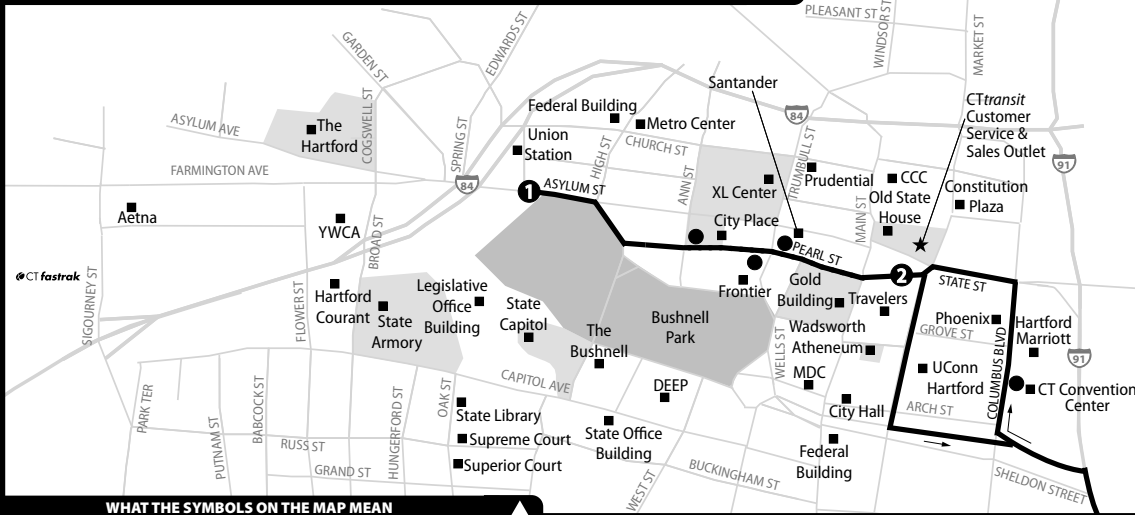 PLEASANT ST
WINDSOR ST
MARKET ST
GARDEN ST
EDWARDS ST
Santander
CTtransit
Customer
Service &
Sales Outlet
84
Federal Building
Metro Center
ASYLUM AVE
The
Hartford
COGSWELL ST
SPRING ST
Union
Station
HIGH ST
CHURCH ST
TRUMBULL ST
91
FARMINGTON AVE
84
1
ASYLUM ST
ANN ST
XL Center
Prudential
CCC
Old State
House
Constitution
Plaza
Aetna
YWCA
BROAD ST
City Place
MAIN ST
PEARL ST
CT fastrak
SIGOURNEY ST
FLOWER ST
Hartford
Courant
State
Armory
Legislative
Office
Building
State
Capitol
The
Bushnell
Bushnell
Park
Frontier
Gold
Building
2
Travelers
STATE ST
Phoenix
GROVE ST
Hartford
Marriott
Wadsworth
Atheneum
WELLS ST
MDC
UConn
Hartford
COLUMBUS BLVD
91
CT Convention
Center
CAPITOL AVE
DEEP
City Hall
ARCH ST
PARK TER
PUTNAM ST
BABCOCK ST
HUNGERFORD ST
OAK ST
State Library
RUSS ST
Supreme Court
State Office
Building
Federal
Building
GRAND ST
Superior Court
WEST ST
BUCKINGHAM ST
SHELDON STREET
WHAT THE SYMBOLS ON THE MAP MEAN